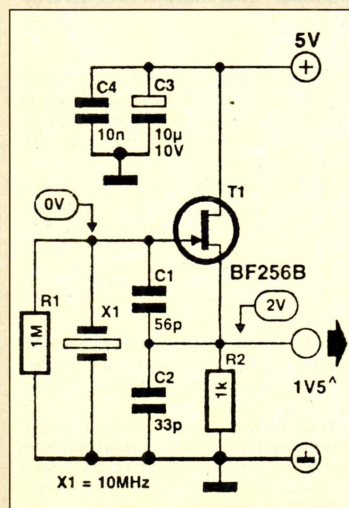 5V
C4
C3
10n
10μ
10V
T1
0V
BF256B
R1
1M
X1
C1
56p
2V
C2
33p
R2
1k
1V5^
X1 = 10MHz